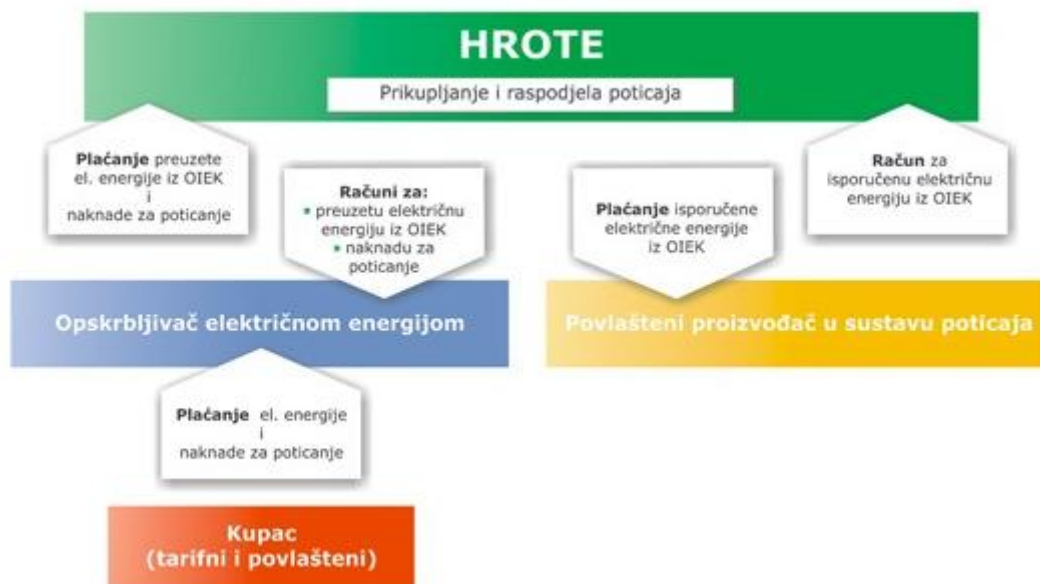 HROTE
Prikupljanje i raspodjela poticaja
Plaćanje preuzete
el. energije iz OIEK
i
naknade za poticanje
Računi za:
▪ preuzetu električnu
energiju iz OIEK
▪ naknadu za
poticanje
Plaćanje isporučene
električne energije
iz OIEK
Račun za
isporučenu električnu
energiju iz OIEK
Opskrbljivač električnom energijom
Povlašteni proizvođač u sustavu poticaja
Plaćanje el. energije
i
naknade za poticanje
Kupac
(tarifni i povlašteni)